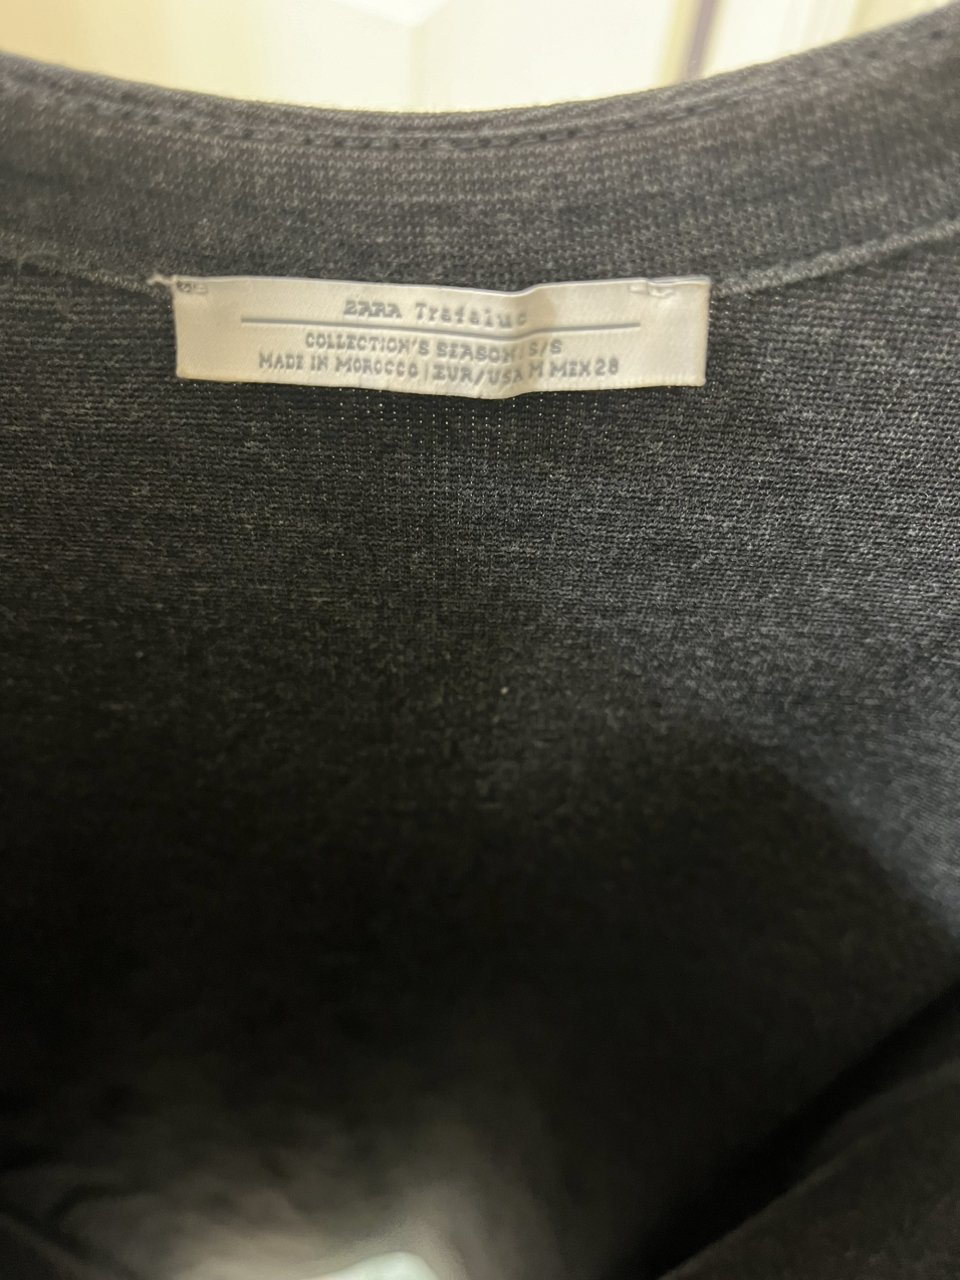 ZARA Trafaluc
COLLECTION'S SEASON: S/S
MADE IN MOROCCO | EUR/USA M MEX 28